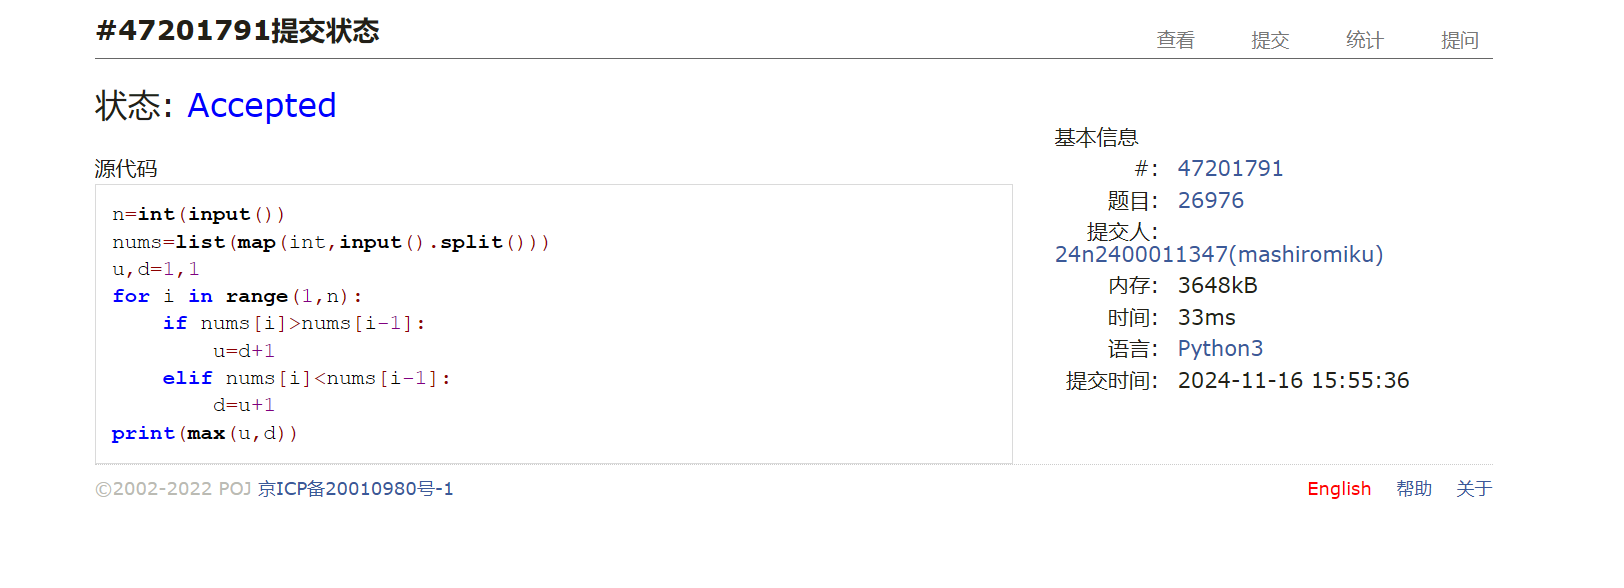 #47201791提交状态
查看 提交 统计 提问
状态: Accepted
源代码
n=int(input())
nums=list(map(int,input().split()))
u,d=1,1
for i in range(1,n):
    if nums[i]>nums[i-1]:
        u=d+1
    elif nums[i]<nums[i-1]:
        d=u+1
print(max(u,d))
基本信息
#: 47201791
题目: 26976
提交人:
24n2400011347(mashiromiku)
内存: 3648kB
时间: 33ms
语言: Python3
提交时间: 2024-11-16 15:55:36
©2002-2022 POJ 京ICP备20010980号-1
English 帮助 关于